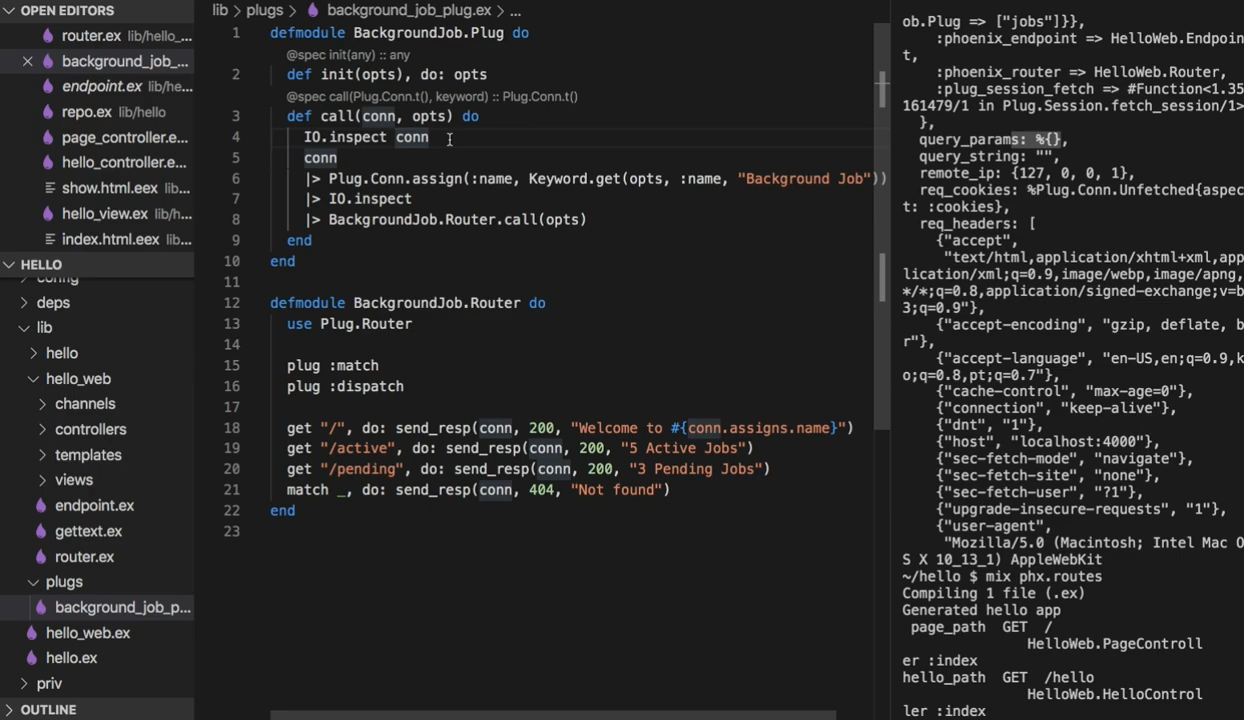 OPEN EDITORS
router.ex lib/hello_...
background_job_...
endpoint.ex lib/he...
repo.ex lib/hello
page_controller.e...
hello_controller.e...
show.html.eex lib...
hello_view.ex lib/h...
index.html.eex lib...
HELLO
config
deps
lib
hello
hello_web
channels
controllers
templates
views
endpoint.ex
gettext.ex
router.ex
plugs
background_job_p...
hello_web.ex
hello.ex
priv
OUTLINE
lib > plugs > background_job_plug.ex > ...
1 defmodule BackgroundJob.Plug do
@spec init(any) :: any
2 def init(opts), do: opts
@spec call(Plug.Conn.t(), keyword) :: Plug.Conn.t()
3 def call(conn, opts) do
4 IO.inspect conn
5 conn
6 |> Plug.Conn.assign(:name, Keyword.get(opts, :name, "Background Job"))
7 |> IO.inspect
8 |> BackgroundJob.Router.call(opts)
9 end
10 end
11
12 defmodule BackgroundJob.Router do
13 use Plug.Router
14
15 plug :match
16 plug :dispatch
17
18 get "/", do: send_resp(conn, 200, "Welcome to #{conn.assigns.name}")
19 get "/active", do: send_resp(conn, 200, "5 Active Jobs")
20 get "/pending", do: send_resp(conn, 200, "3 Pending Jobs")
21 match _, do: send_resp(conn, 404, "Not found")
22 end
23
ob.Plug => ["jobs"]}},
:phoenix_endpoint => HelloWeb.Endpoin
t,
:phoenix_router => HelloWeb.Router,
:plug_session_fetch => #Function<1.35
161479/1 in Plug.Session.fetch_session/1>
},
query_params: %{},
query_string: "",
remote_ip: {127, 0, 0, 1},
req_cookies: %Plug.Conn.Unfetched{aspec
t: :cookies},
req_headers: [
{"accept",
"text/html,application/xhtml+xml,app
lication/xml;q=0.9,image/webp,image/apng,
*/*;q=0.8,application/signed-exchange;v=b
3;q=0.9"},
{"accept-encoding", "gzip, deflate, b
r"},
{"accept-language", "en-US,en;q=0.9,k
o;q=0.8,pt;q=0.7"},
{"cache-control", "max-age=0"},
{"connection", "keep-alive"},
{"dnt", "1"},
{"host", "localhost:4000"},
{"sec-fetch-mode", "navigate"},
{"sec-fetch-site", "none"},
{"sec-fetch-user", "?1"},
{"upgrade-insecure-requests", "1"},
{"user-agent",
"Mozilla/5.0 (Macintosh; Intel Mac O
S X 10_13_1) AppleWebKit
~/hello $ mix phx.routes
Compiling 1 file (.ex)
Generated hello app
page_path GET /
HelloWeb.PageControll
er :index
hello_path GET /hello
HelloWeb.HelloControl
ler :index